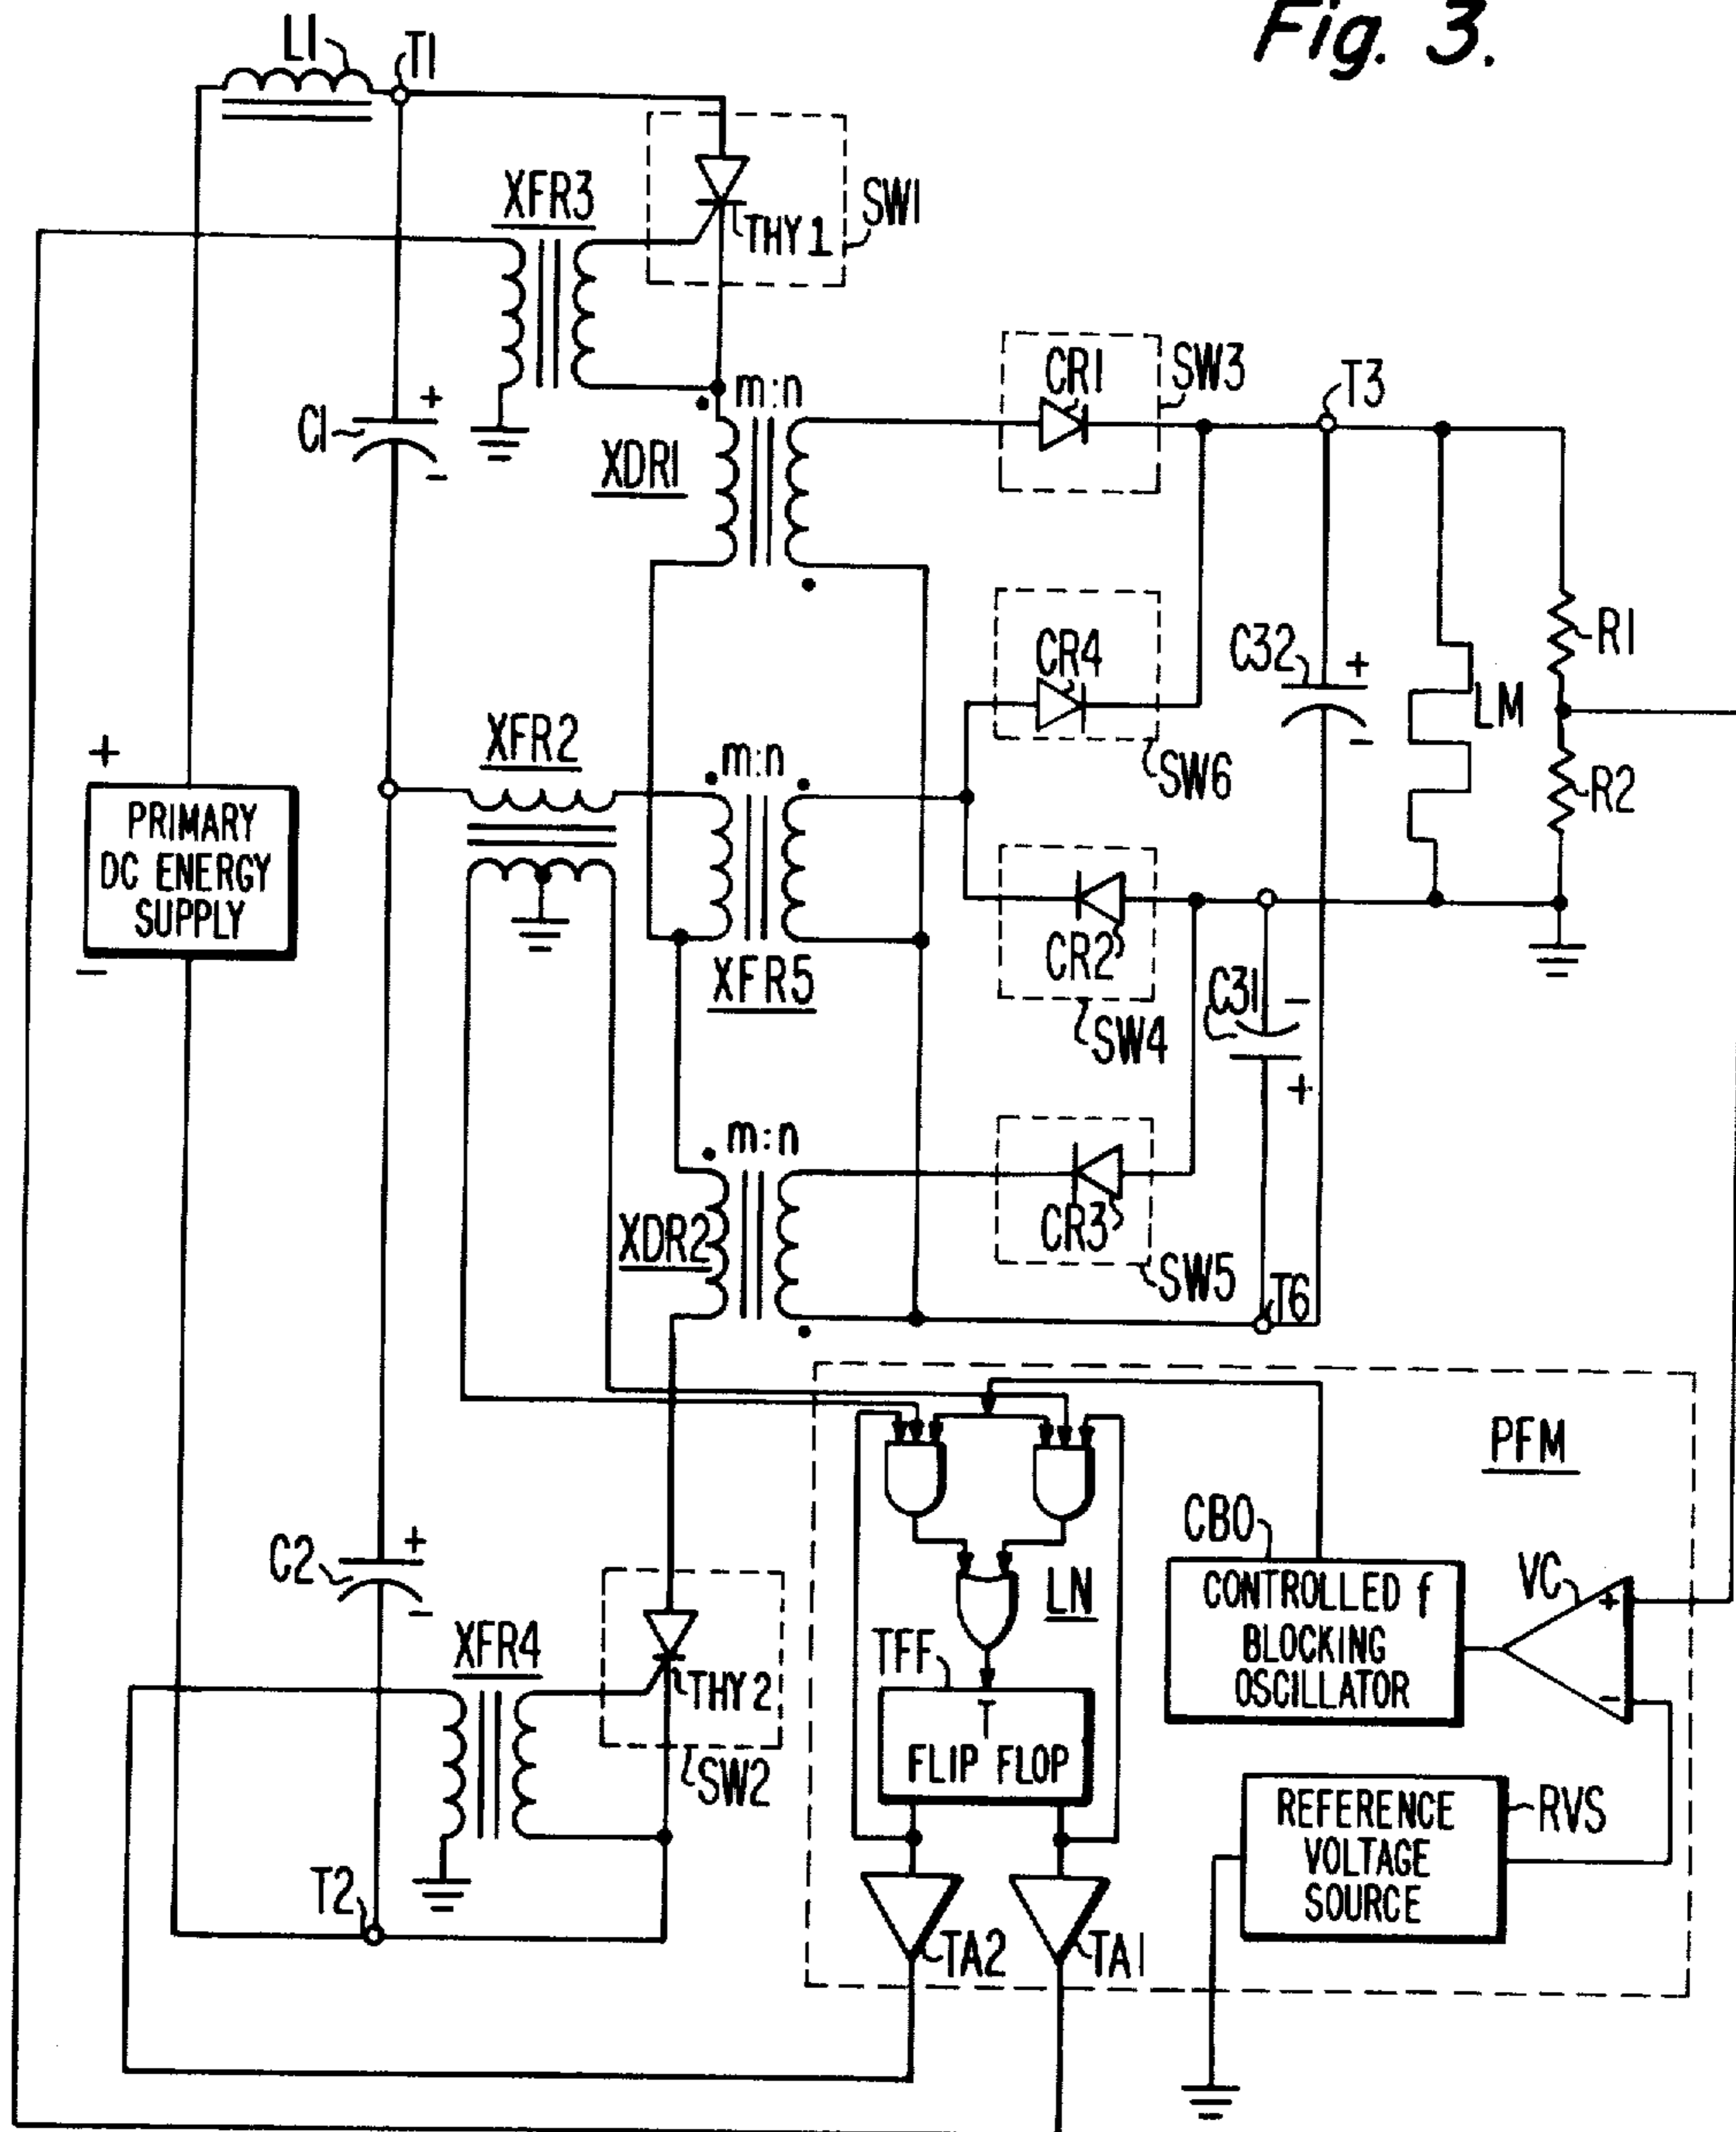 Fig. 3.
L1
T1
XFR3
THY 1
SW1
C1
+
-
m:n
XDR1
CR1
SW3
T3
CR4
SW6
C32
+
-
LM
R1
R2
XFR2
m:n
XFR5
+
PRIMARY
DC ENERGY
SUPPLY
-
CR2
SW4
C31
-
+
m:n
XDR2
CR3
SW5
T6
PFM
C2
+
-
XFR4
THY 2
SW2
T2
LN
TFF
T
FLIP FLOP
TA2
TA1
CBO
CONTROLLED f
BLOCKING
OSCILLATOR
VC
+
-
REFERENCE
VOLTAGE
SOURCE
RVS